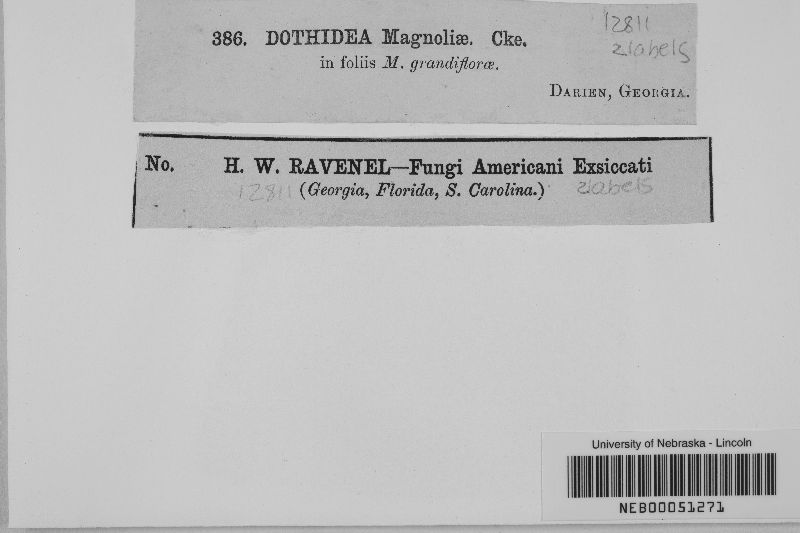 12811
386. DOTHIDEA Magnoliæ. Cke.
2labels
in foliis M. grandifloræ.
DARIEN, GEORGIA.
No. H. W. RAVENEL—Fungi Americani Exsiccati
12811 (Georgia, Florida, S. Carolina.) 2labels
University of Nebraska - Lincoln
NEB00051271